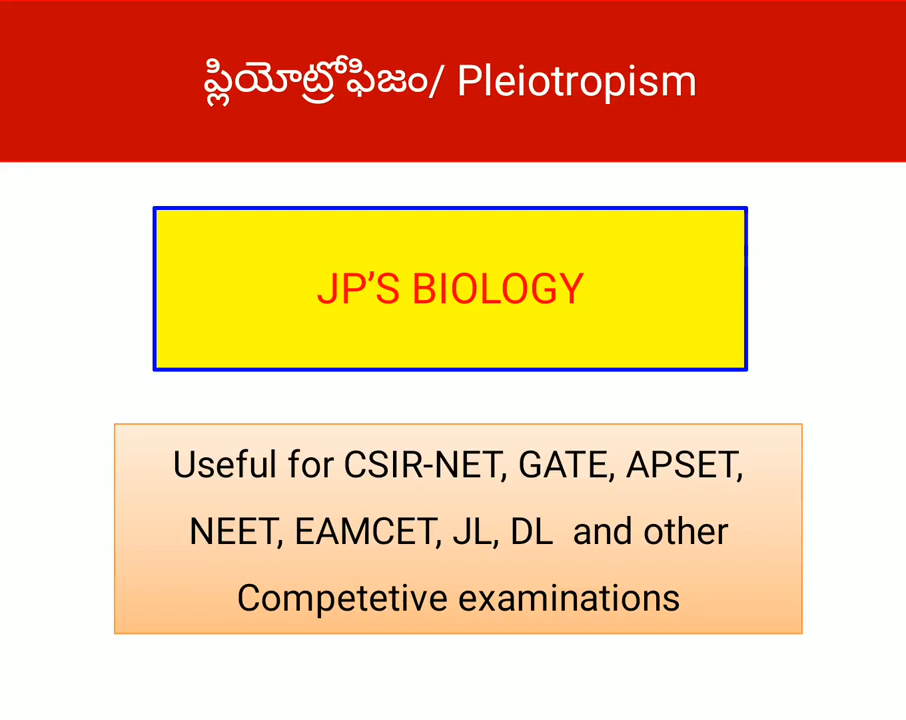 ప్లియోట్రోఫిజం/ Pleiotropism
JP’S BIOLOGY
Useful for CSIR-NET, GATE, APSET,
NEET, EAMCET, JL, DL and other
Competetive examinations